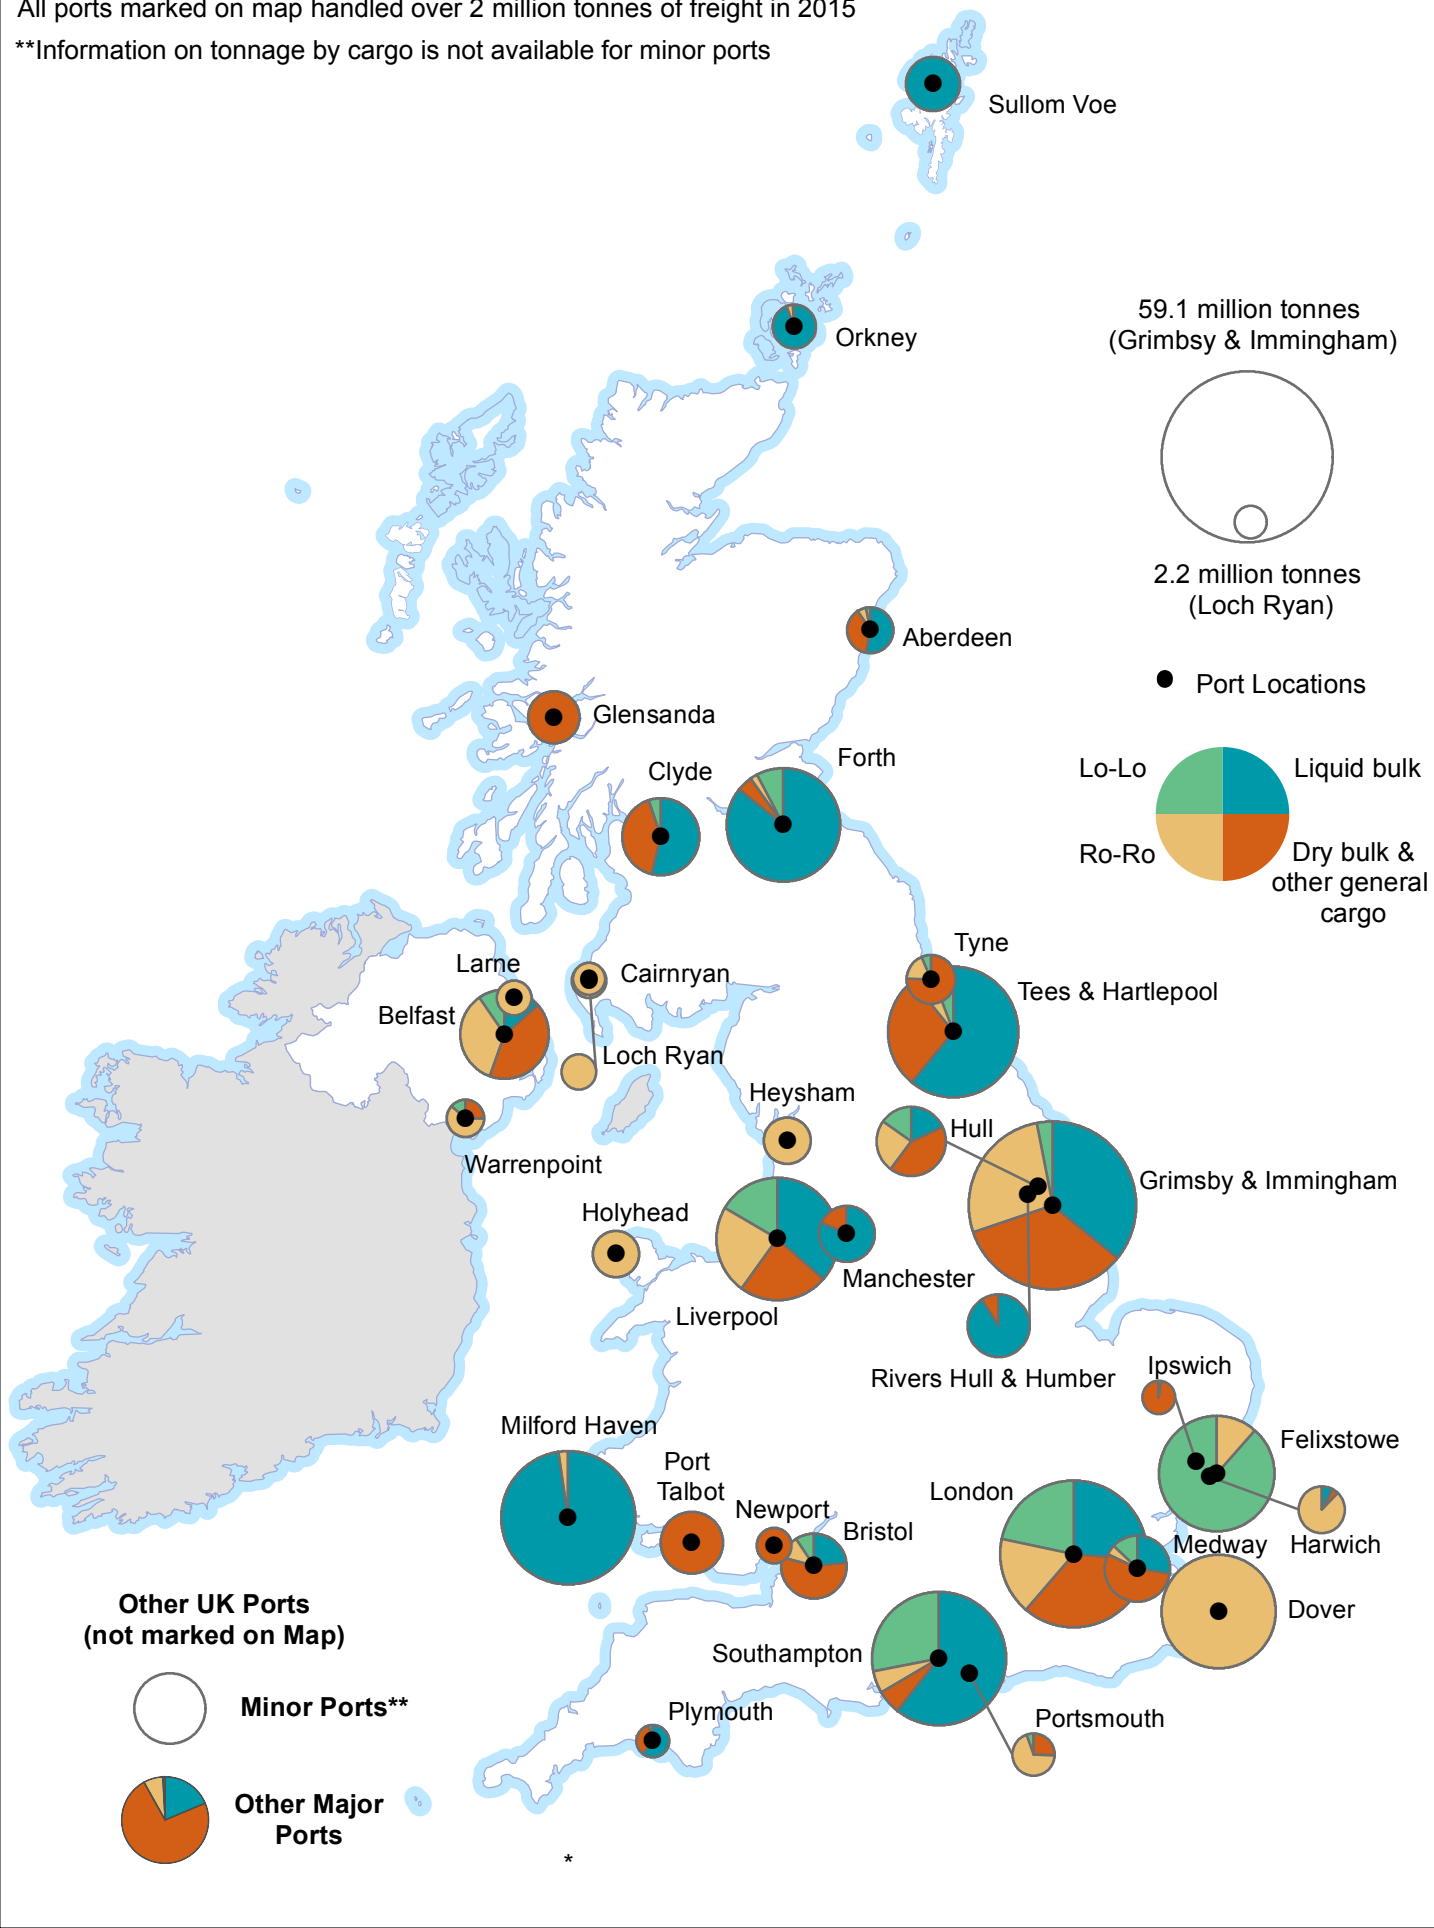 All ports marked on map handled over 2 million tonnes of freight in 2015
**Information on tonnage by cargo is not available for minor ports
Sullom Voe
Orkney
59.1 million tonnes
(Grimbsy & Immingham)
2.2 million tonnes
(Loch Ryan)
Aberdeen
Port Locations
Glensanda
Forth
Clyde
Lo-Lo
Liquid bulk
Ro-Ro
Dry bulk &
other general
cargo
Tyne
Larne
Cairnryan
Tees & Hartlepool
Belfast
Loch Ryan
Heysham
Hull
Warrenpoint
Grimsby & Immingham
Holyhead
Manchester
Liverpool
Rivers Hull & Humber
Ipswich
Milford Haven
Felixstowe
Port
Talbot
London
Newport
Bristol
Medway
Harwich
Other UK Ports
(not marked on Map)
Dover
Southampton
Minor Ports**
Plymouth
Portsmouth
Other Major
Ports
*